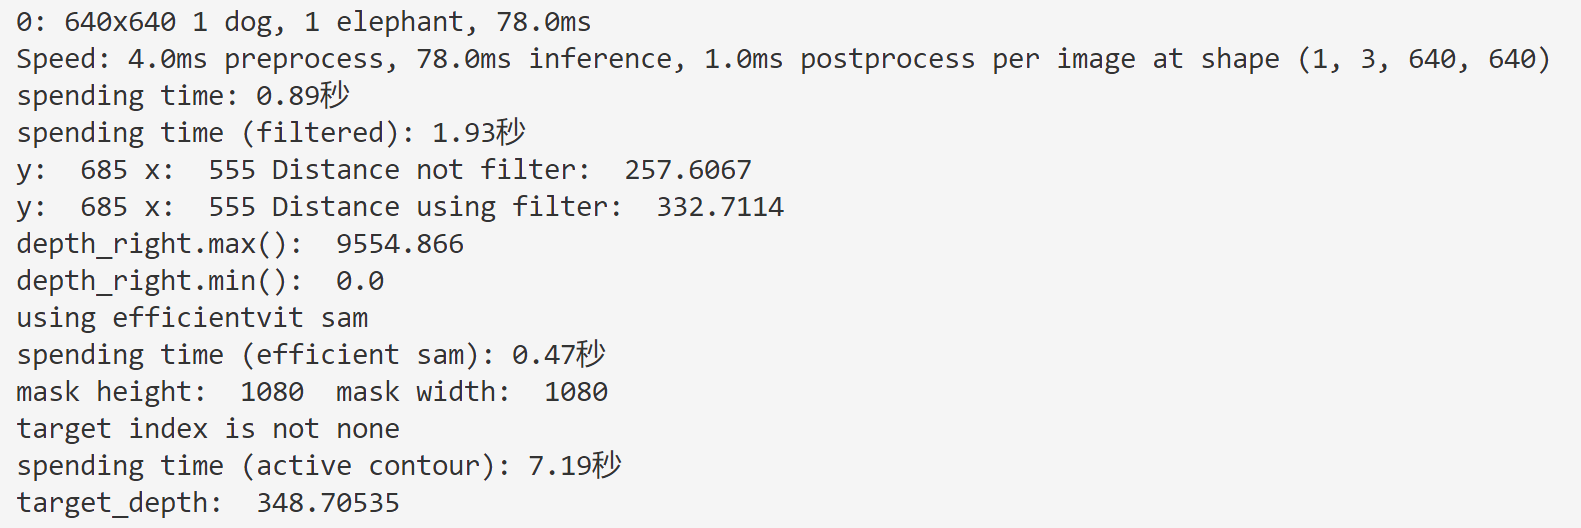 0: 640x640 1 dog, 1 elephant, 78.0ms
Speed: 4.0ms preprocess, 78.0ms inference, 1.0ms postprocess per image at shape (1, 3, 640, 640)
spending time: 0.89秒
spending time (filtered): 1.93秒
y:  685 x:  555 Distance not filter:  257.6067
y:  685 x:  555 Distance using filter:  332.7114
depth_right.max():  9554.866
depth_right.min():  0.0
using efficientvit sam
spending time (efficient sam): 0.47秒
mask height:  1080  mask width:  1080
target index is not none
spending time (active contour): 7.19秒
target_depth:  348.70535